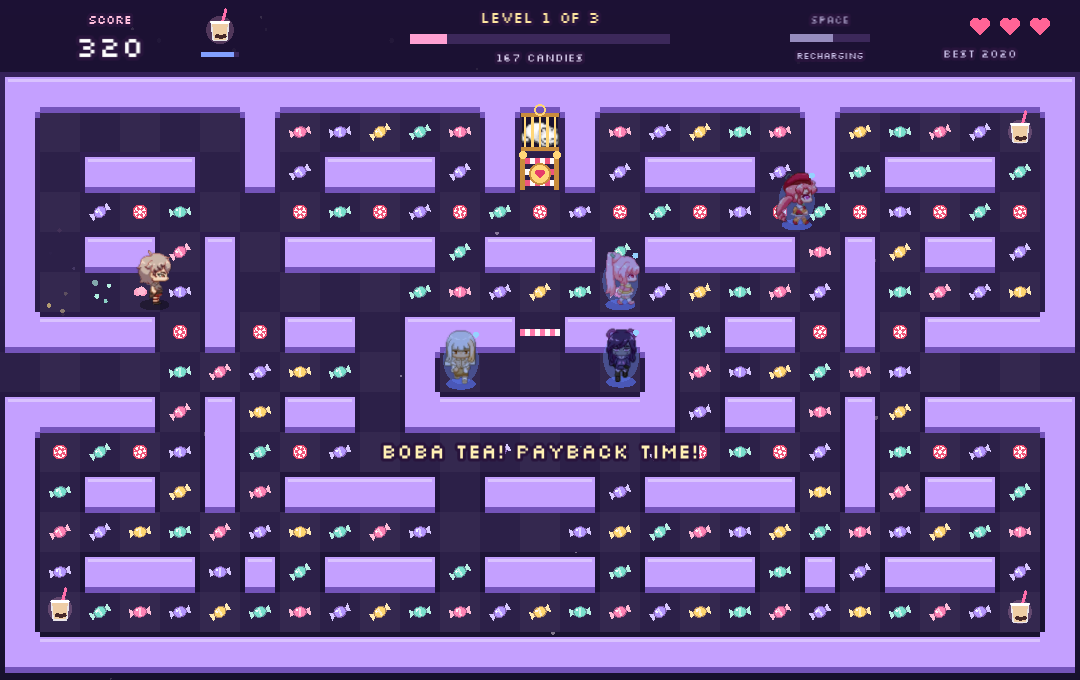 SCORE
320
LEVEL 1 OF 3
167 CANDIES
SPACE
RECHARGING
BEST 2020
BOBA TEA! PAYBACK TIME!